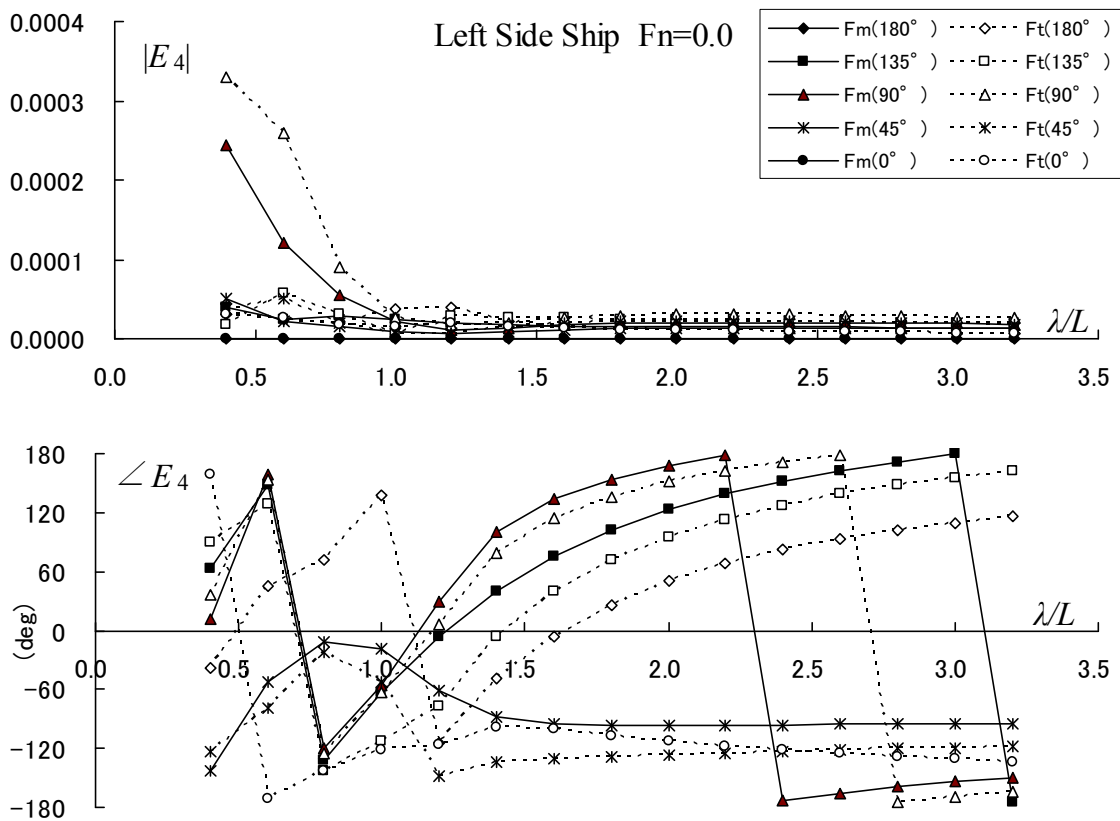 0.0004
|E4|
Left Side Ship Fn=0.0
Fm(180°)
Ft(180°)
Fm(135°)
Ft(135°
Fm(90°)
Ft(90°)
Fm(45°)
Ft(45°)
Fm(0°)
Ft(0°)
0.0003
0.0002
0.0001
0.0000
λ/L
0.0 0.5 1.0 1.5 2.0 2.5 3.0 3.5
180
∠E4
120
60
0
λ/L
0.0 0.5 1.0 1.5 2.0 2.5 3.0 3.5
(deg)
-60
-120
-180